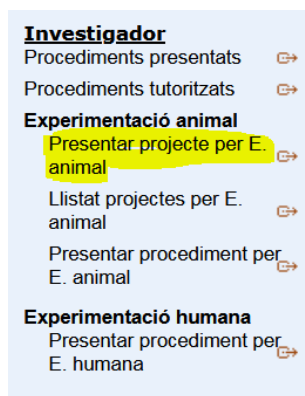 Investigador
Procediments presentats
Procediments tutoritzats
Experimentació animal
Presentar projecte per E.
animal
Llistat projectes per E.
animal
Presentar procediment per
E. animal
Experimentació humana
Presentar procediment per
E. humana